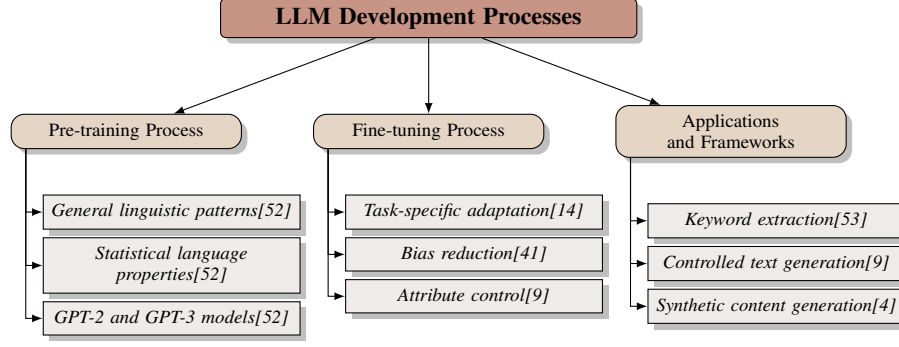 LLM Development Processes
Pre-training Process
General linguistic patterns[52]
Statistical language
properties[52]
GPT-2 and GPT-3 models[52]
Fine-tuning Process
Task-specific adaptation[14]
Bias reduction[41]
Attribute control[9]
Applications
and Frameworks
Keyword extraction[53]
Controlled text generation[9]
Synthetic content generation[4]